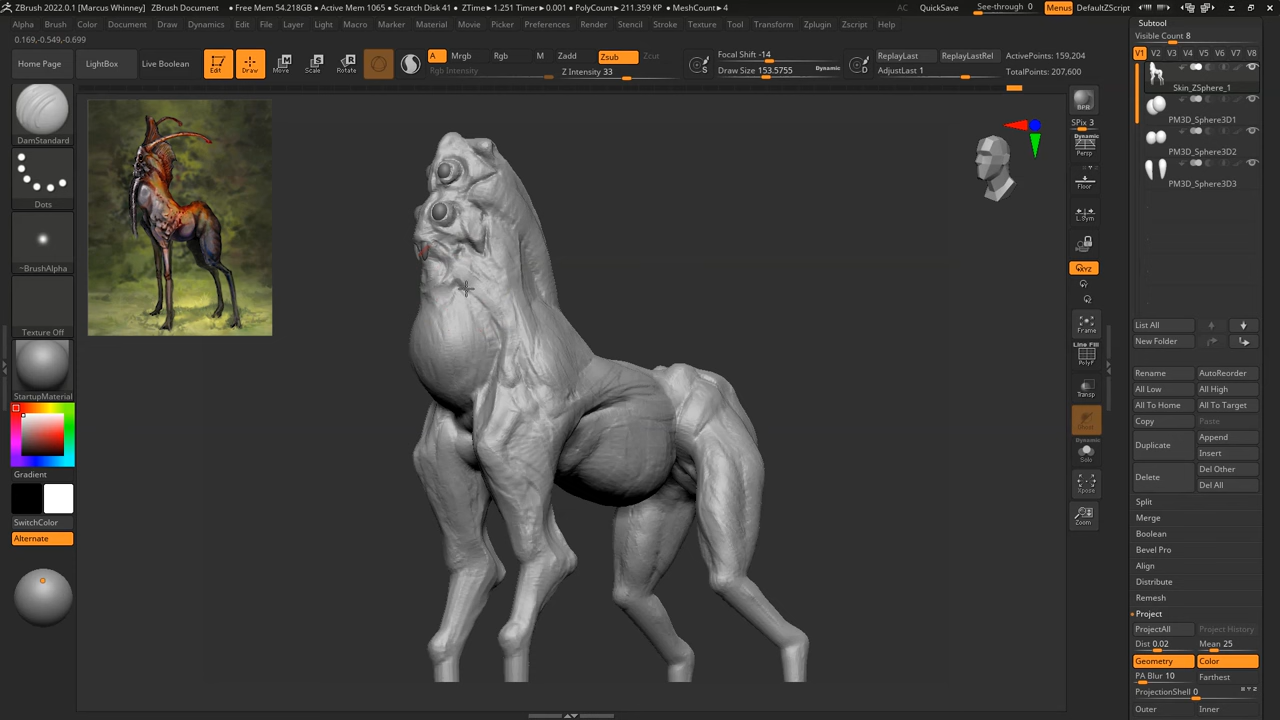 ZBrush 2022.0.1 [Marcus Whinney] ZBrush Document • Free Mem 54.218GB • Active Mem 1065 • Scratch Disk 41 • ZTime▸1.251 Timer▸0.001 • PolyCount▸211.359 KP • MeshCount▸4 AC QuickSave See-through 0 Menus DefaultZScript
Alpha Brush Color Document Draw Dynamics Edit File Layer Light Macro Marker Material Movie Picker Preferences Render Stencil Stroke Texture Tool Transform Zplugin Zscript Help
0.169,-0.549,-0.699
Home Page LightBox Live Boolean
Edit Draw Move Scale Rotate
A Mrgb Rgb M Zadd Zsub Zcut
Rgb Intensity Z Intensity 33
Focal Shift -14
Draw Size 153.5755 Dynamic
S
D
ReplayLast ReplayLastRel
AdjustLast 1
ActivePoints: 159,204
TotalPoints: 207,600
DamStandard
Dots
~BrushAlpha
Texture Off
StartupMaterial
Gradient
SwitchColor
Alternate
BPR
SPix 3
Dynamic
Persp
Floor
L.Sym
XYZ
Frame
Line Fill
PolyF
Transp
Ghost
Dynamic
Solo
Xpose
Zoom
Subtool
Visible Count 8
V1 V2 V3 V4 V5 V6 V7 V8
Skin_ZSphere_1
PM3D_Sphere3D1
PM3D_Sphere3D2
PM3D_Sphere3D3
List All
New Folder
Rename AutoReorder
All Low All High
All To Home All To Target
Copy Paste
Duplicate Append
Insert
Delete Del Other
Del All
Split
Merge
Boolean
Bevel Pro
Align
Distribute
Remesh
Project
ProjectAll Project History
Dist 0.02 Mean 25
Geometry Color
PA Blur 10 Farthest
ProjectionShell 0
Outer Inner